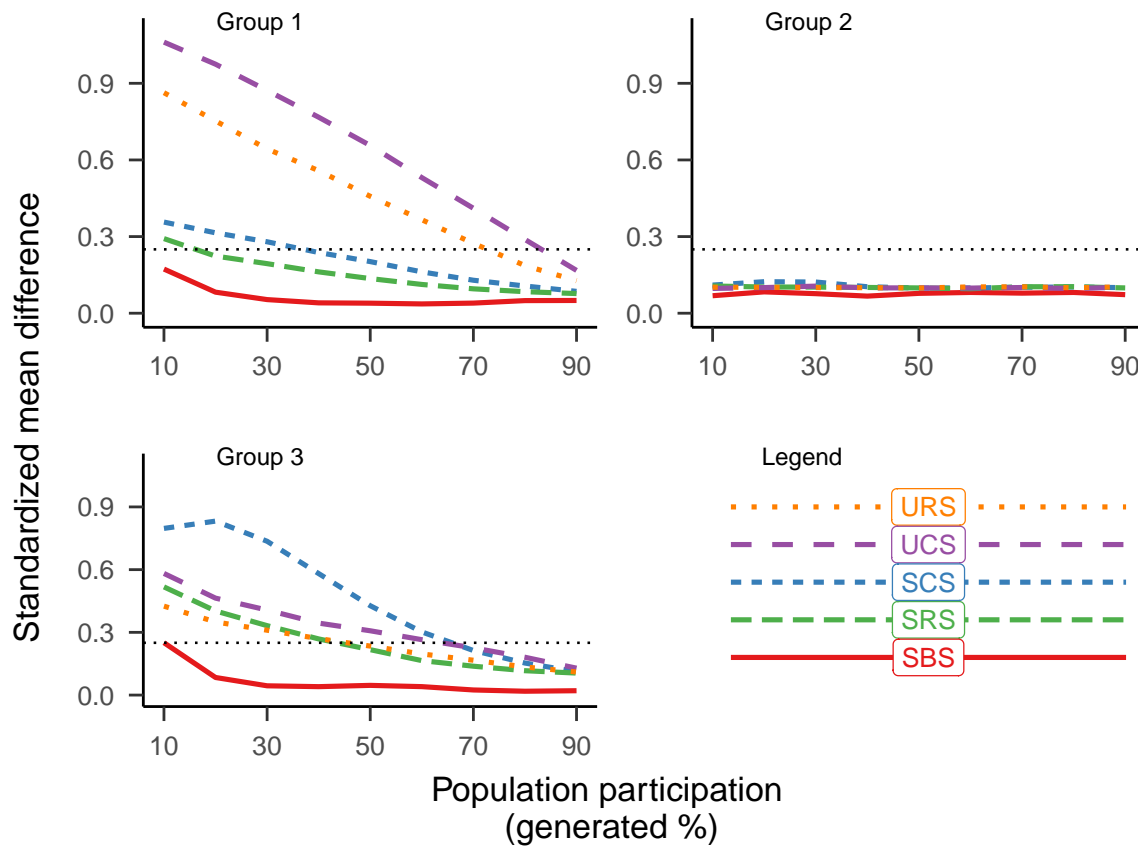 Group 1
Group 2
0.9
0.6
0.3
0.0
10 30 50 70 90
0.9
0.6
0.3
0.0
10 30 50 70 90
Standardized mean difference
Group 3
0.9
0.6
0.3
0.0
10 30 50 70 90
Legend
URS
UCS
SCS
SRS
SBS
Population participation
(generated %)